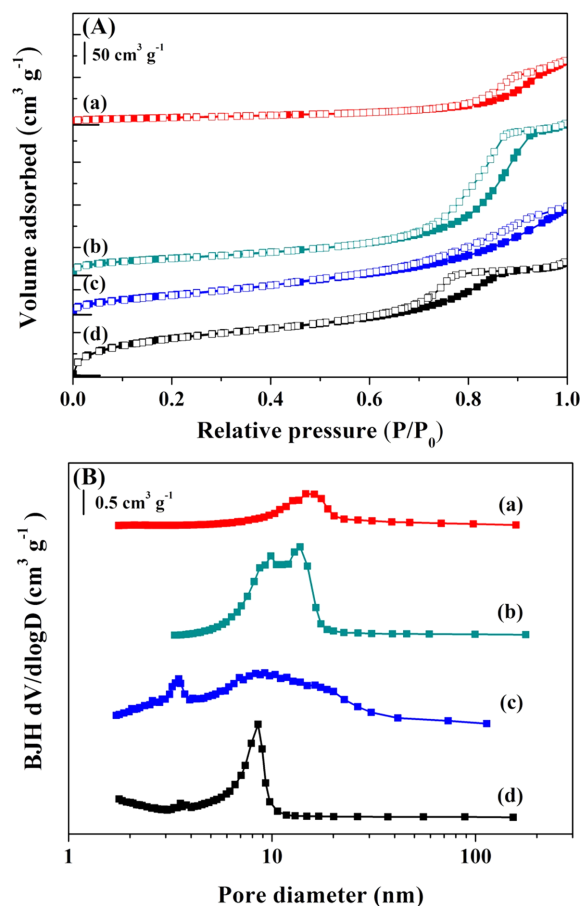 (A)
50 cm³ g⁻¹
(a)
(b)
(c)
(d)
Volume adsorbed (cm³ g⁻¹)
0.0 0.2 0.4 0.6 0.8 1.0
Relative pressure (P/P₀)
(B)
0.5 cm³ g⁻¹
(a)
(b)
(c)
(d)
BJH dV/dlogD (cm³ g⁻¹)
1 10 100
Pore diameter (nm)